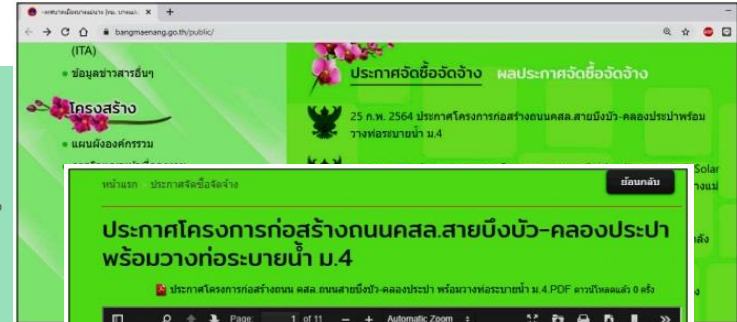 bangmaenang.go.th/public/
(ITA)
ข้อมูลข่าวสารอื่นๆ
โครงสร้าง
แผนผังองค์กรรวม
ประกาศจัดซื้อจัดจ้าง ผลประกาศจัดซื้อจัดจ้าง
25 ก.พ. 2564 ประกาศโครงการก่อสร้างถนนคสล.สายบึงบัว-คลองประปาพร้อม
วางท่อระบายน้ำ ม.4
Solar
หน้าแรก ประกาศจัดซื้อจัดจ้าง
ย้อนกลับ
ประกาศโครงการก่อสร้างถนนคสล.สายบึงบัว-คลองประปา
พร้อมวางท่อระบายน้ำ ม.4
ประกาศโครงการก่อสร้างถนน คสล.ถนนสายบึงบัว-คลองประปา พร้อมวางท่อระบายน้ำ ม.4.PDF ดาวน์โหลดแล้ว 0 ครั้ง
Page: 1 of 11 − + Automatic Zoom